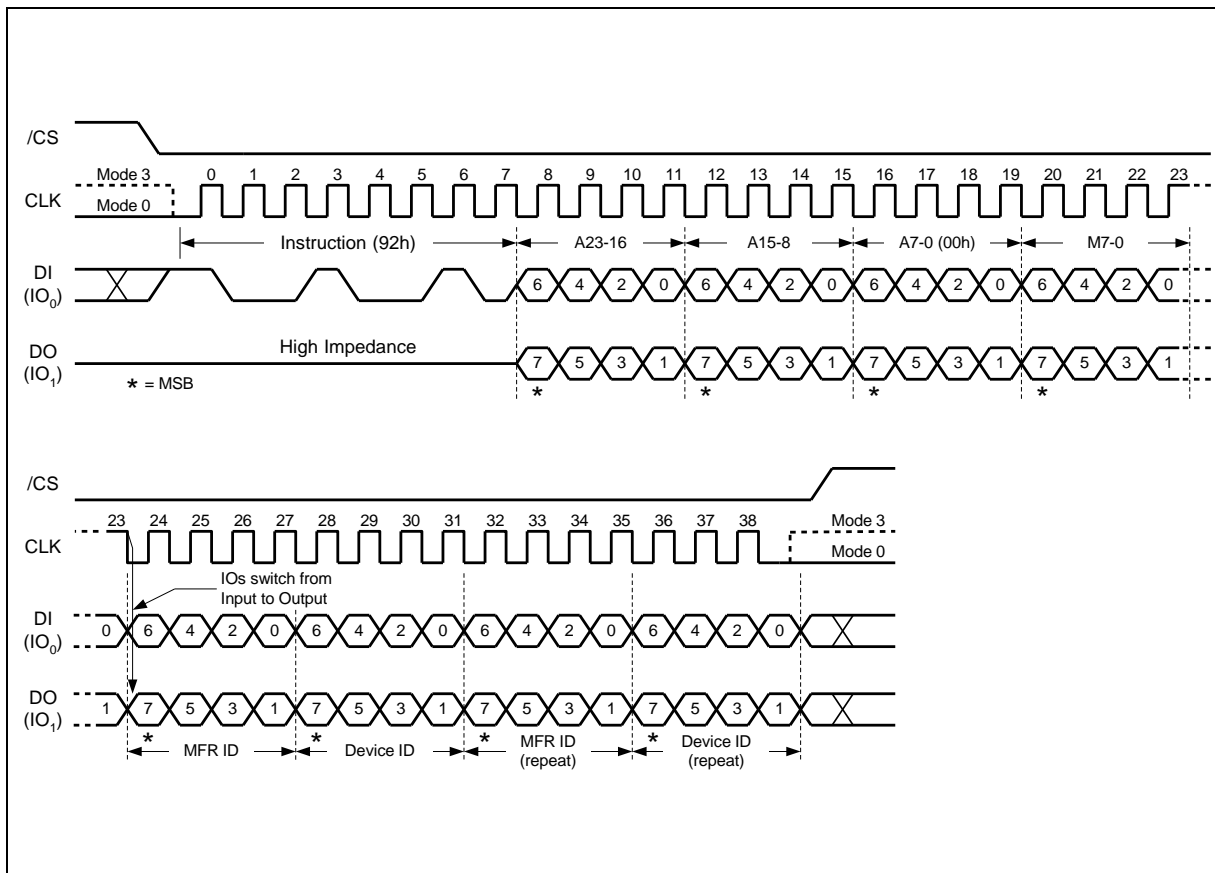 /CS
Mode 3
0 1 2 3 4 5 6 7 8 9 10 11 12 13 14 15 16 17 18 19 20 21 22 23
CLK
Mode 0
Instruction (92h) A23-16 A15-8 A7-0 (00h) M7-0
DI
(IO0)
6 4 2 0 6 4 2 0 6 4 2 0 6 4 2 0
High Impedance
DO
(IO1)
7 5 3 1 7 5 3 1 7 5 3 1 7 5 3 1
* = MSB
* * * *
/CS
23 24 25 26 27 28 29 30 31 32 33 34 35 36 37 38
Mode 3
CLK
Mode 0
IOs switch from
Input to Output
DI
(IO0)
0 6 4 2 0 6 4 2 0 6 4 2 0 6 4 2 0
DO
(IO1)
1 7 5 3 1 7 5 3 1 7 5 3 1 7 5 3 1
* * * *
MFR ID Device ID MFR ID
(repeat)
Device ID
(repeat)